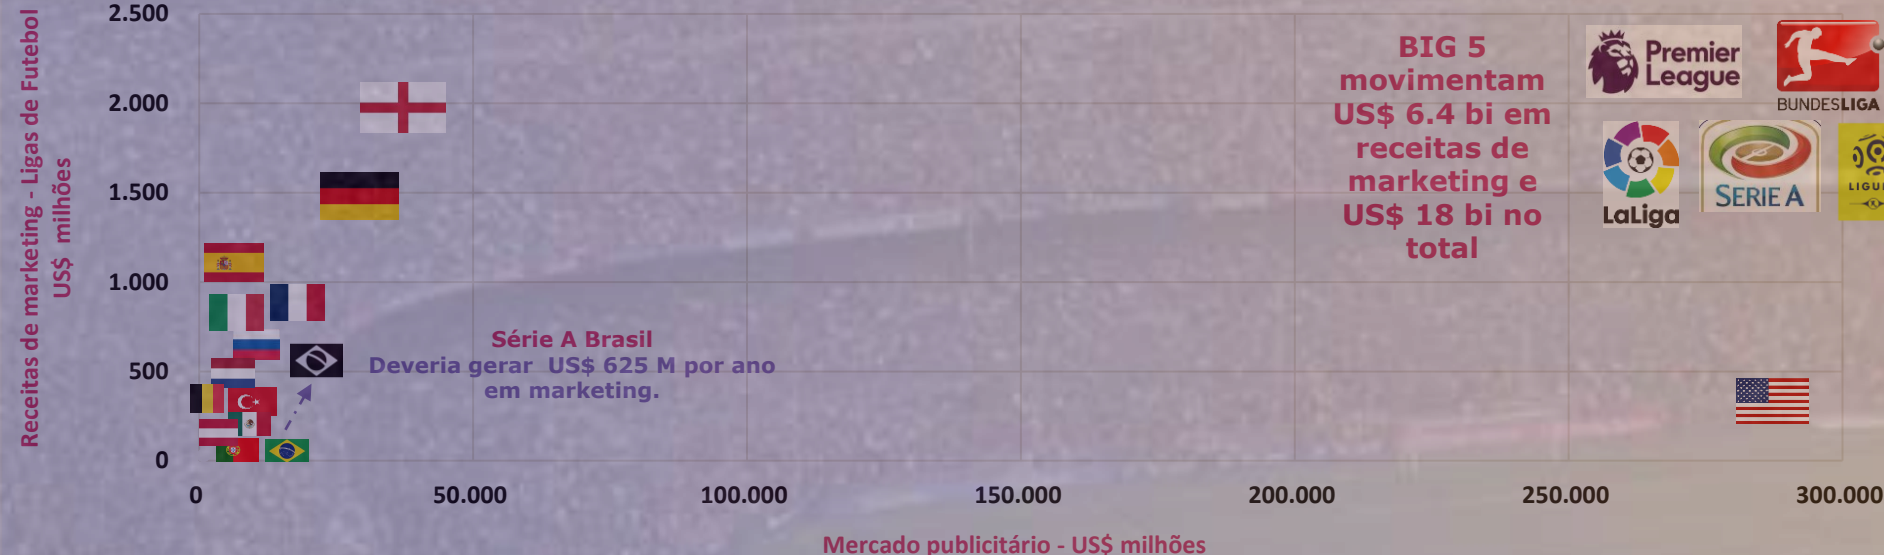 Receitas de marketing - Ligas de Futebol
US$ milhões
2.500
2.000
1.500
1.000
500
0
0
50.000
100.000
150.000
200.000
250.000
300.000
Mercado publicitário - US$ milhões
Série A Brasil
Deveria gerar US$ 625 M por ano
em marketing.
BIG 5
movimentam
US$ 6.4 bi em
receitas de
marketing e
US$ 18 bi no
total
Premier
League
BUNDESLIGA
LaLiga
SERIE A